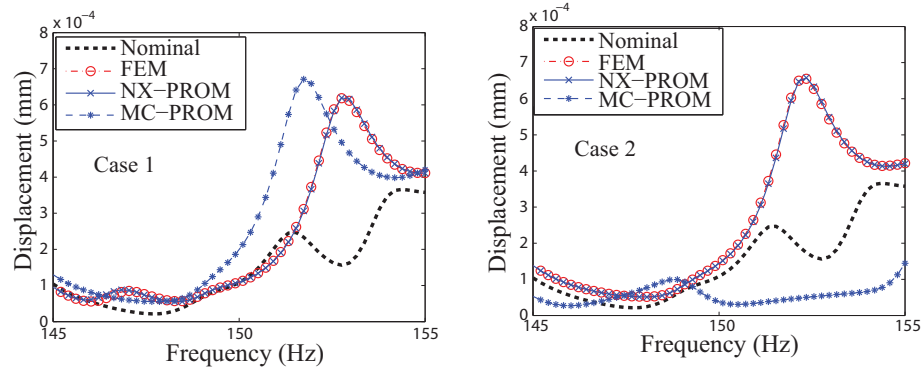 x 10⁻⁴
8
7
6
5
4
3
2
1
0
Displacement (mm)
Nominal
FEM
NX−PROM
MC−PROM
Case 1
145
150
155
Frequency (Hz)
x 10⁻⁴
8
7
6
5
4
3
2
1
0
Displacement (mm)
Nominal
FEM
NX−PROM
MC−PROM
Case 2
145
150
155
Frequency (Hz)